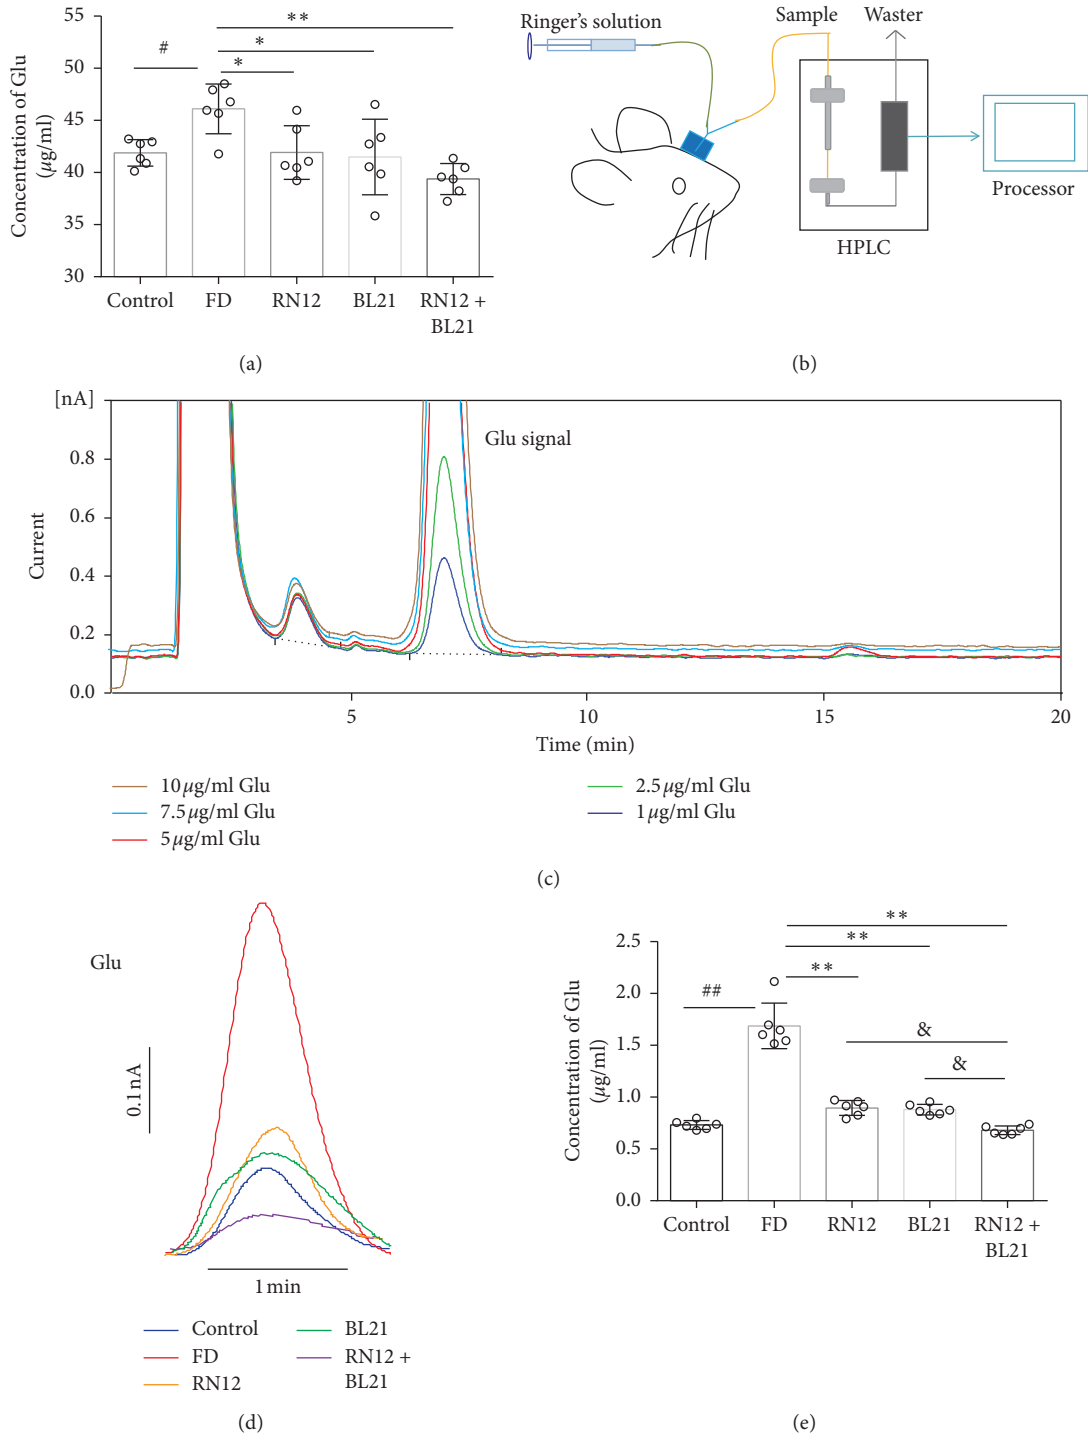 Concentration of Glu
(µg/ml)
55
50
45
40
35
30
#
*
*
**
Control
FD
RN12
BL21
RN12 +
BL21
(a)
Ringer's solution
Sample
Waster
HPLC
Processor
(b)
[nA]
0.8
0.6
0.4
0.2
0.0
Current
Glu signal
5
10
15
20
Time (min)
10 µg/ml Glu
7.5 µg/ml Glu
5 µg/ml Glu
2.5 µg/ml Glu
1 µg/ml Glu
(c)
Glu
0.1 nA
1 min
Control
FD
RN12
BL21
RN12 +
BL21
(d)
Concentration of Glu
(µg/ml)
2.5
2.0
1.5
1.0
0.5
0.0
##
**
**
**
&
&
Control
FD
RN12
BL21
RN12 +
BL21
(e)